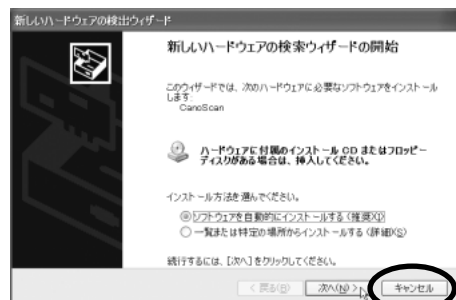 新しいハードウェアの検出ウィザード
新しいハードウェアの検索ウィザードの開始
このウィザードでは、次のハードウェアに必要なソフトウェアをインストール
します:
CanoScan
ハードウェアに付属のインストール CD またはフロッピー
ディスクがある場合は、挿入してください。
インストール方法を選んでください。
ソフトウェアを自動的にインストールする (推奨)(I)
一覧または特定の場所からインストールする (詳細)(S)
続行するには、[次へ] をクリックしてください。
< 戻る(B) 次へ(N) > キャンセル